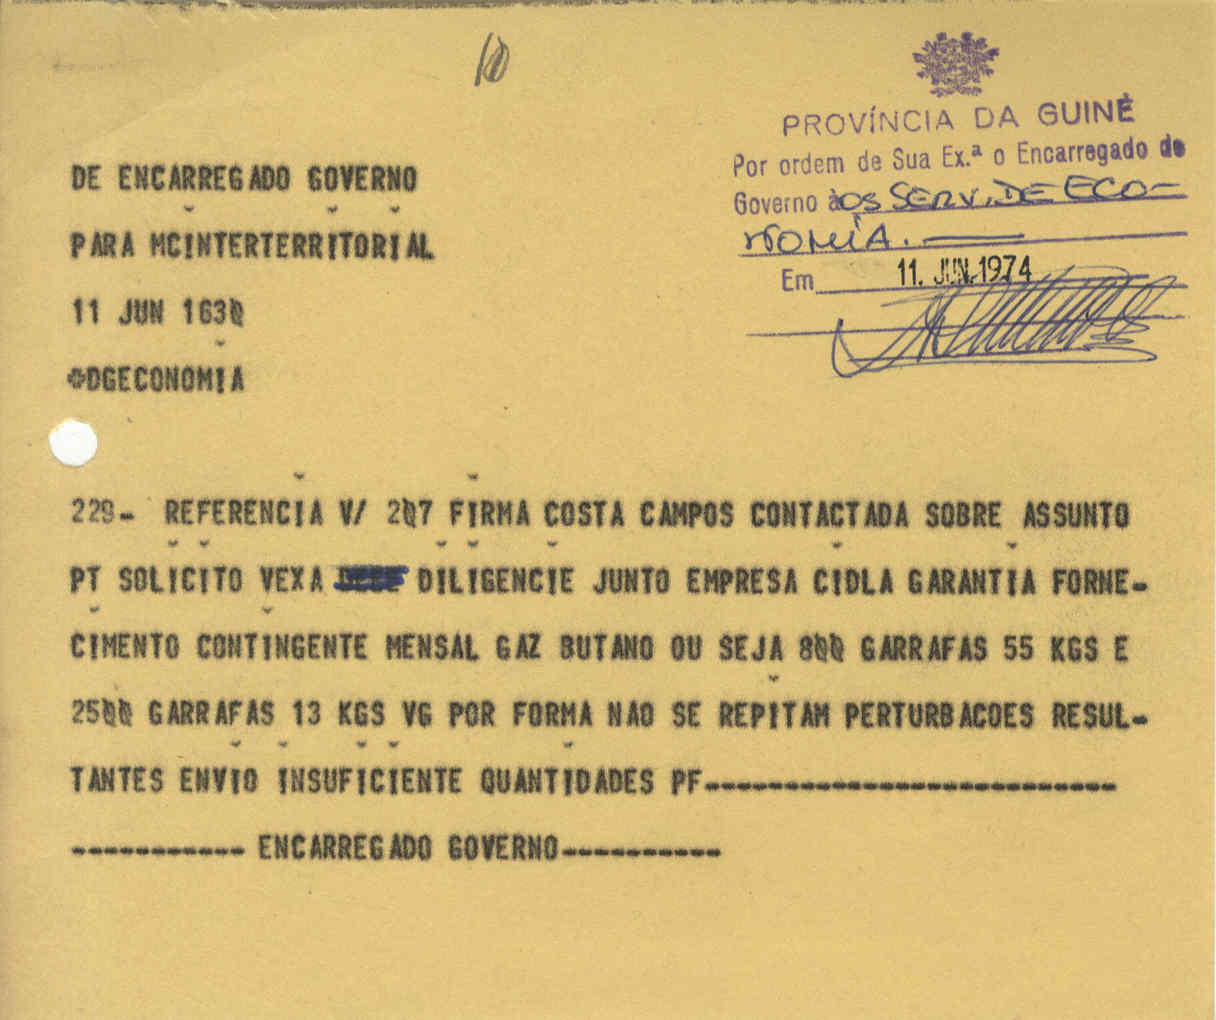 10
PROVÍNCIA DA GUINÉ
Por ordem de Sua Ex.ª o Encarregado do
Governo àos SERV. DE ECO-
NOMIA.
Em 11. JUN. 1974
DE ENCARREGADO GOVERNO
PARA MCINTERTERRITORIAL
11 JUN 1630
DGECONOMIA
229- REFERENCIA V/ 207 FIRMA COSTA CAMPOS CONTACTADA SOBRE ASSUNTO
PT SOLICITO VEXA DILIGENCIE JUNTO EMPRESA CIDLA GARANTIA FORNE-
CIMENTO CONTINGENTE MENSAL GAZ BUTANO OU SEJA 800 GARRAFAS 55 KGS E
2500 GARRAFAS 13 KGS VG POR FORMA NAO SE REPITAM PERTURBACOES RESUL-
TANTES ENVIO INSUFICIENTE QUANTIDADES PF--------------------------
----------- ENCARREGADO GOVERNO----------